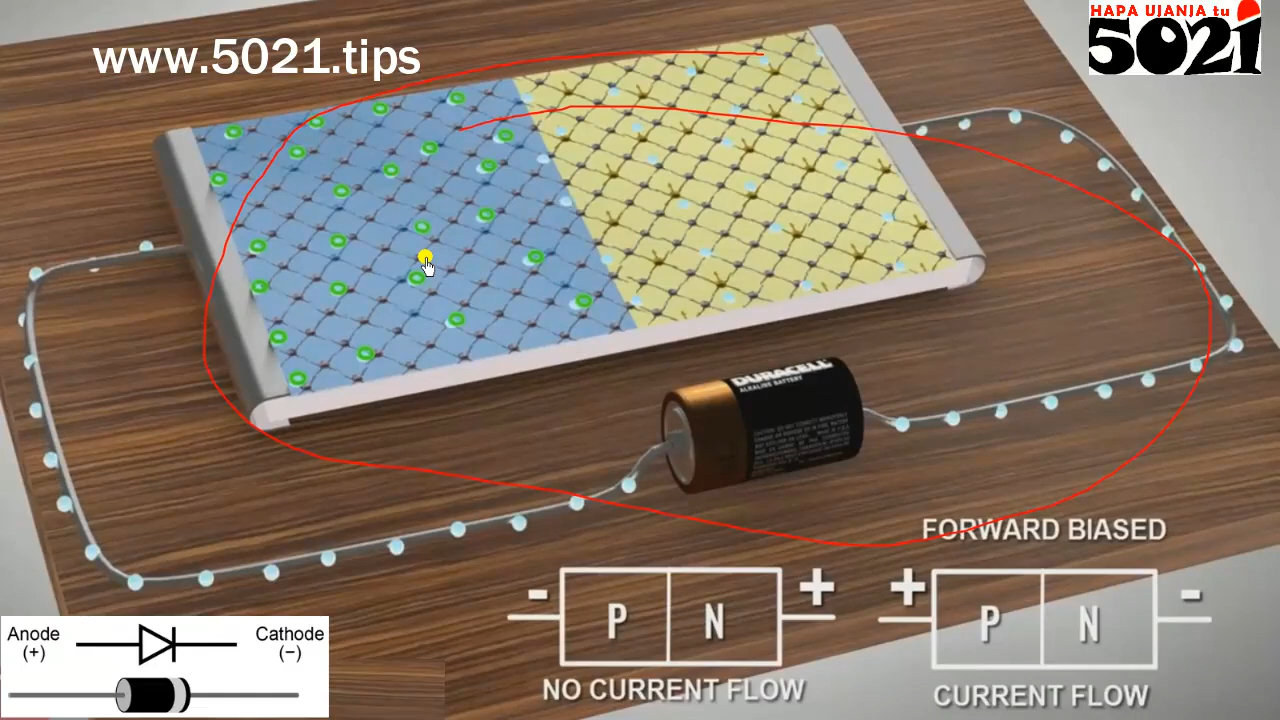 www.5021.tips
HAPA UJANJA tu
5021
DURACELL
ALKALINE BATTERY
FORWARD BIASED
- +
P N
NO CURRENT FLOW
+ -
P N
CURRENT FLOW
Anode
(+)
Cathode
(−)